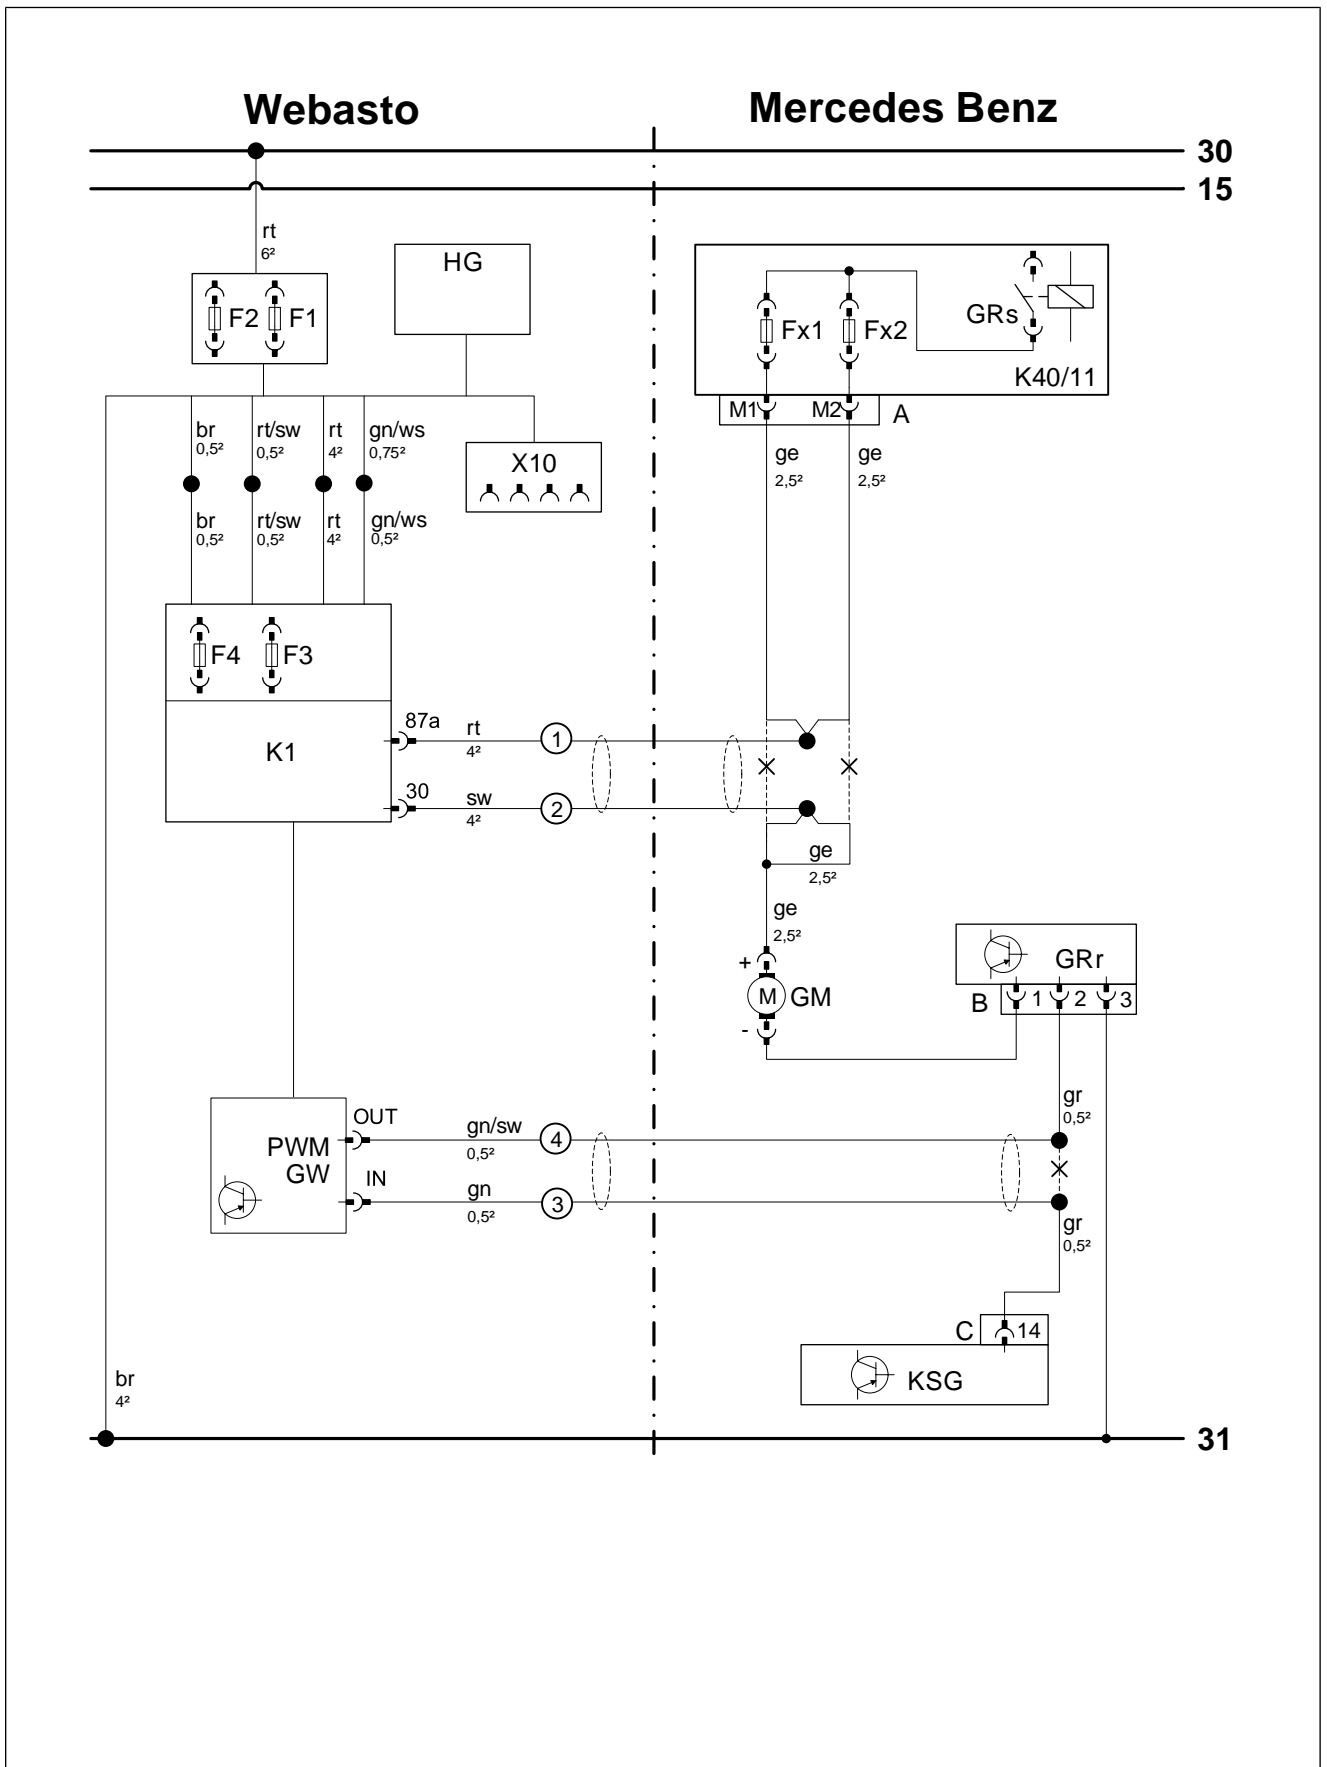 Webasto
Mercedes Benz
30
15
rt
6²
HG
F2
F1
Fx1
Fx2
GRs
K40/11
M1
M2
A
br
0,5²
rt/sw
0,5²
rt
4²
gn/ws
0,75²
X10
ge
2,5²
ge
2,5²
br
0,5²
rt/sw
0,5²
rt
4²
gn/ws
0,5²
F4
F3
K1
87a
rt
4²
1
30
sw
4²
2
ge
2,5²
ge
2,5²
+
M
GM
-
GRr
B
1
2
3
PWM
GW
OUT
gn/sw
0,5²
4
IN
gn
0,5²
3
gr
0,5²
gr
0,5²
C
14
KSG
br
4²
31